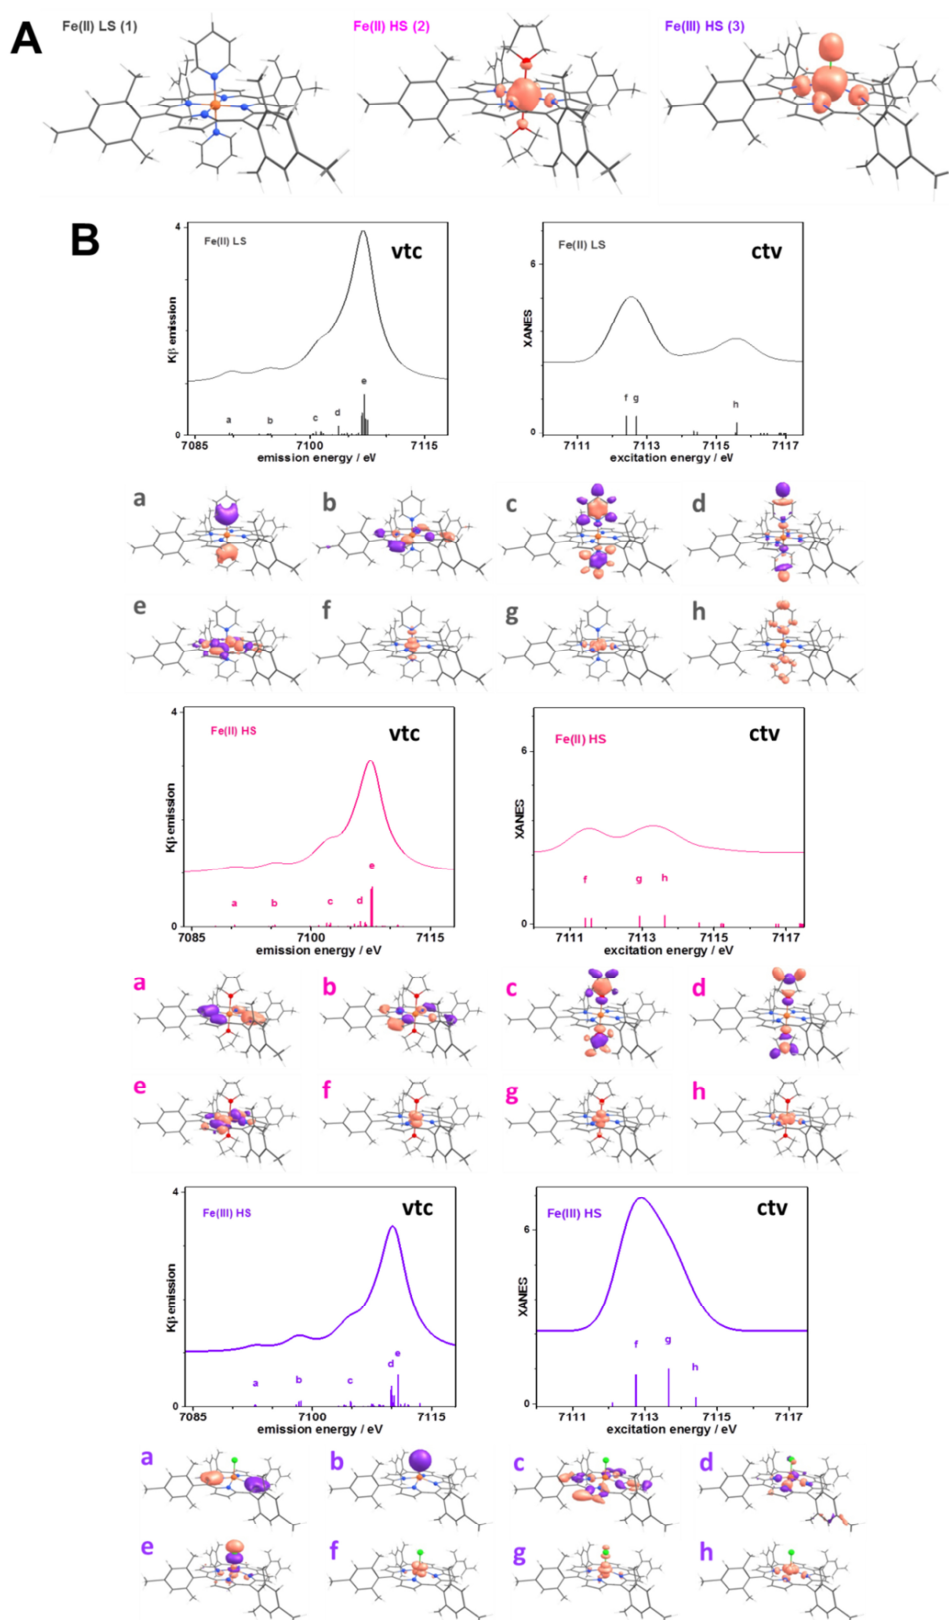 A
Fe(II) LS (1)
Fe(II) HS (2)
Fe(III) HS (3)
B
4
Fe(II) LS
vtc
Kβ emission
a
b
c
d
e
0
7085
7100
7115
emission energy / eV
Fe(II) LS
ctv
6
XANES
f
g
h
0
7111
7113
7115
7117
excitation energy / eV
a
b
c
d
e
f
g
h
4
Fe(II) HS
vtc
Kβ emission
a
b
c
d
e
0
7085
7100
7115
emission energy / eV
Fe(II) HS
ctv
6
XANES
f
g
h
0
7111
7113
7115
7117
excitation energy / eV
a
b
c
d
e
f
g
h
4
Fe(III) HS
vtc
Kβ emission
a
b
c
d
e
0
7085
7100
7115
emission energy / eV
Fe(III) HS
ctv
6
XANES
f
g
h
0
7111
7113
7115
7117
excitation energy / eV
a
b
c
d
e
f
g
h